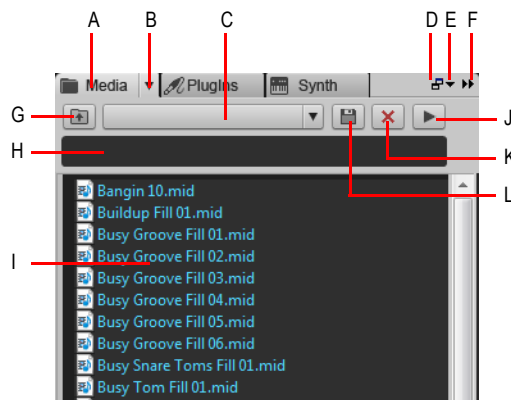 A B C D E F
Media PlugIns Synth
G J
H K
L
Bangin 10.mid
Buildup Fill 01.mid
Busy Groove Fill 01.mid
I Busy Groove Fill 02.mid
Busy Groove Fill 03.mid
Busy Groove Fill 04.mid
Busy Groove Fill 05.mid
Busy Groove Fill 06.mid
Busy Snare Toms Fill 01.mid
Busy Tom Fill 01.mid